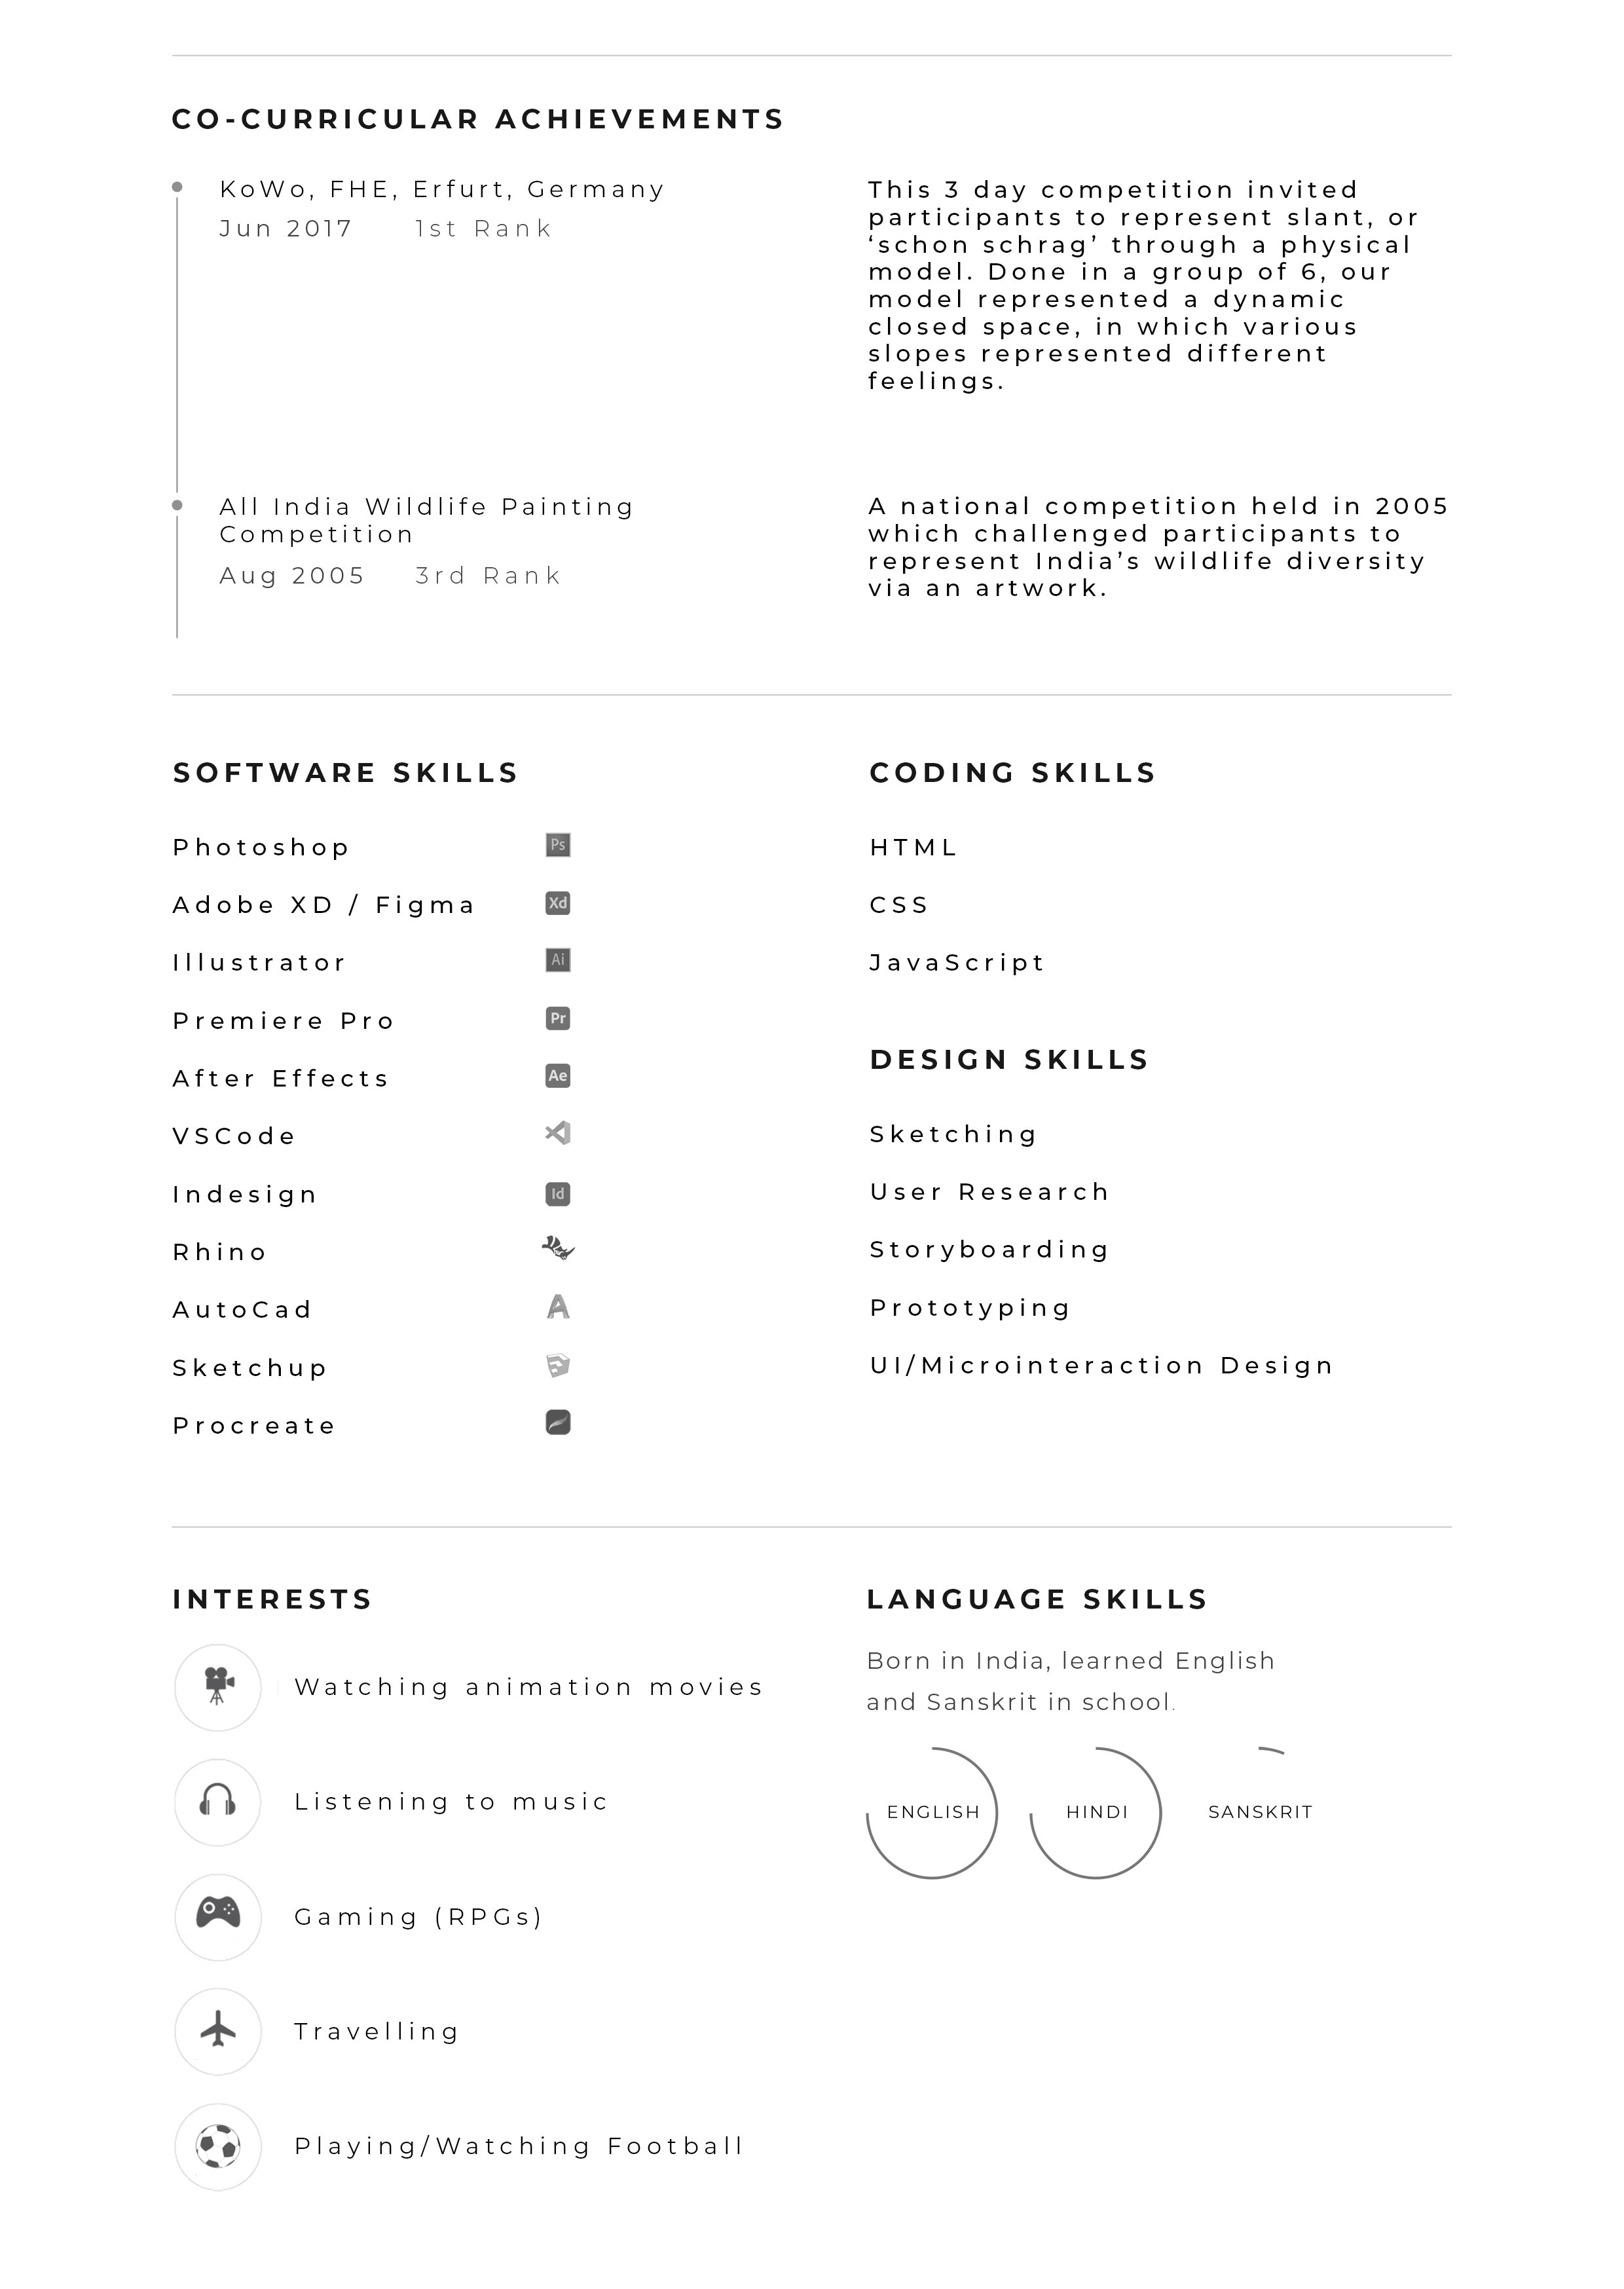 CO-CURRICULAR ACHIEVEMENTS
KoWo, FHE, Erfurt, Germany
Jun 2017 1st Rank
This 3 day competition invited
participants to represent slant, or
‘schon schrag’ through a physical
model. Done in a group of 6, our
model represented a dynamic
closed space, in which various
slopes represented different
feelings.
All India Wildlife Painting
Competition
Aug 2005 3rd Rank
A national competition held in 2005
which challenged participants to
represent India’s wildlife diversity
via an artwork.
SOFTWARE SKILLS
Photoshop Ps
Adobe XD / Figma Xd
Illustrator Ai
Premiere Pro Pr
After Effects Ae
VSCode
Indesign Id
Rhino
AutoCad
Sketchup
Procreate
CODING SKILLS
HTML
CSS
JavaScript
DESIGN SKILLS
Sketching
User Research
Storyboarding
Prototyping
UI/Microinteraction Design
INTERESTS
Watching animation movies
Listening to music
Gaming (RPGs)
Travelling
Playing/Watching Football
LANGUAGE SKILLS
Born in India, learned English
and Sanskrit in school.
ENGLISH HINDI SANSKRIT